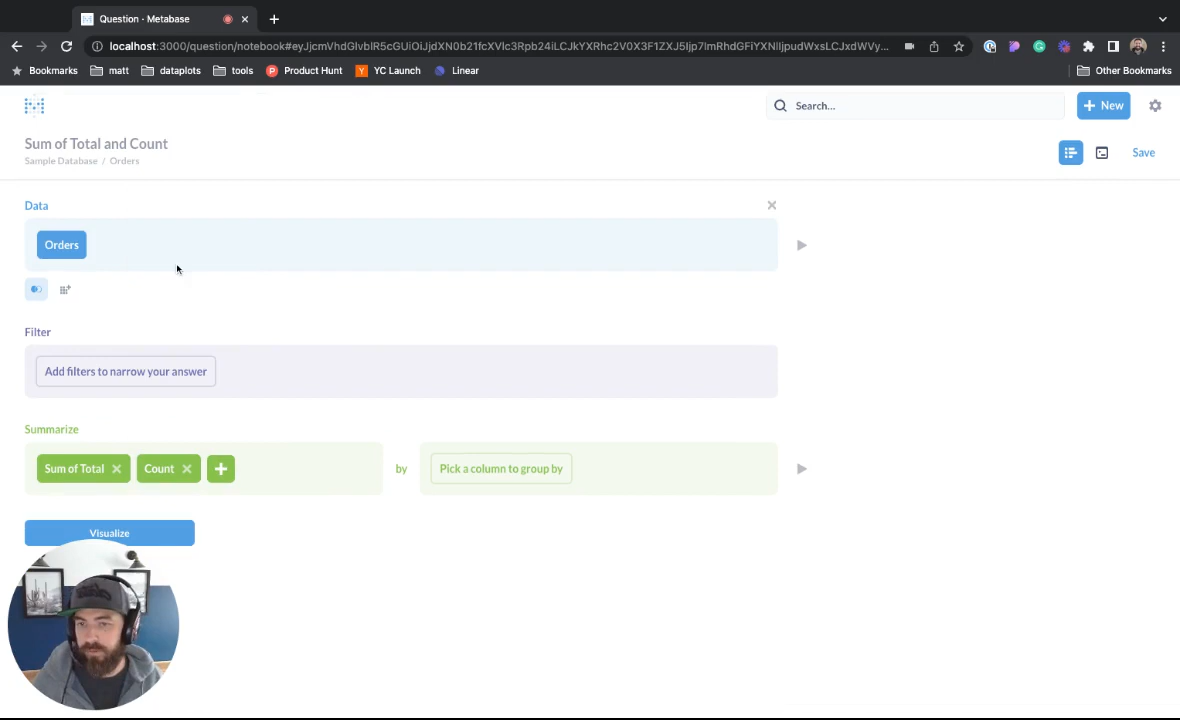 Question - Metabase
localhost:3000/question/notebook#eyJjcmVhdGlvblR5cGUiOiJjdXN0b21fcXVlc3Rpb24iLCJkYXRhc2V0X3F1ZXJ5Ijp7ImRhdGFiYXNlIjpudWxsLCJxdWVy...
Bookmarks matt dataplots tools Product Hunt YC Launch Linear Other Bookmarks
Search... New
Sum of Total and Count
Sample Database / Orders
Save
Data
Orders
Filter
Add filters to narrow your answer
Summarize
Sum of Total Count by Pick a column to group by
Visualize